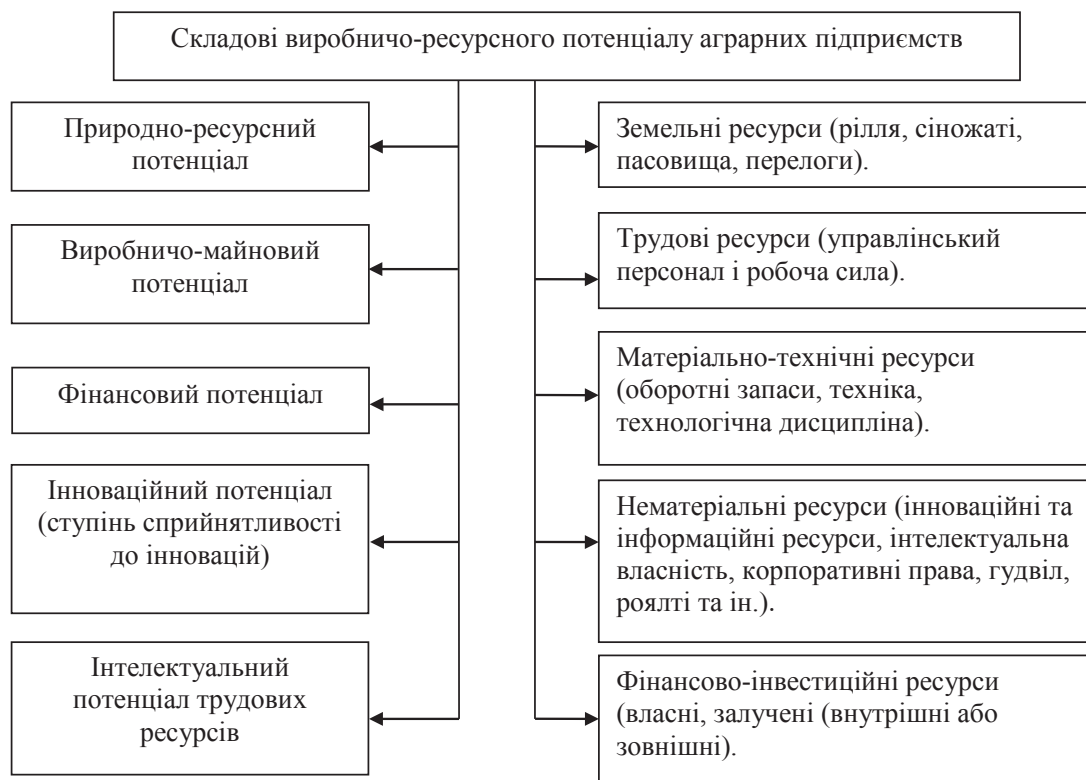 Складові виробничо-ресурсного потенціалу аграрних підприємств
Природно-ресурсний
потенціал
Виробничо-майновий
потенціал
Фінансовий потенціал
Інноваційний потенціал
(ступінь сприйнятливості
до інновацій)
Інтелектуальний
потенціал трудових
ресурсів
Земельні ресурси (рілля, сіножаті,
пасовища, перелоги).
Трудові ресурси (управлінський
персонал і робоча сила).
Матеріально-технічні ресурси
(оборотні запаси, техніка,
технологічна дисципліна).
Нематеріальні ресурси (інноваційні та
інформаційні ресурси, інтелектуальна
власність, корпоративні права, гудвіл,
роялті та ін.).
Фінансово-інвестиційні ресурси
(власні, залучені (внутрішні або
зовнішні).